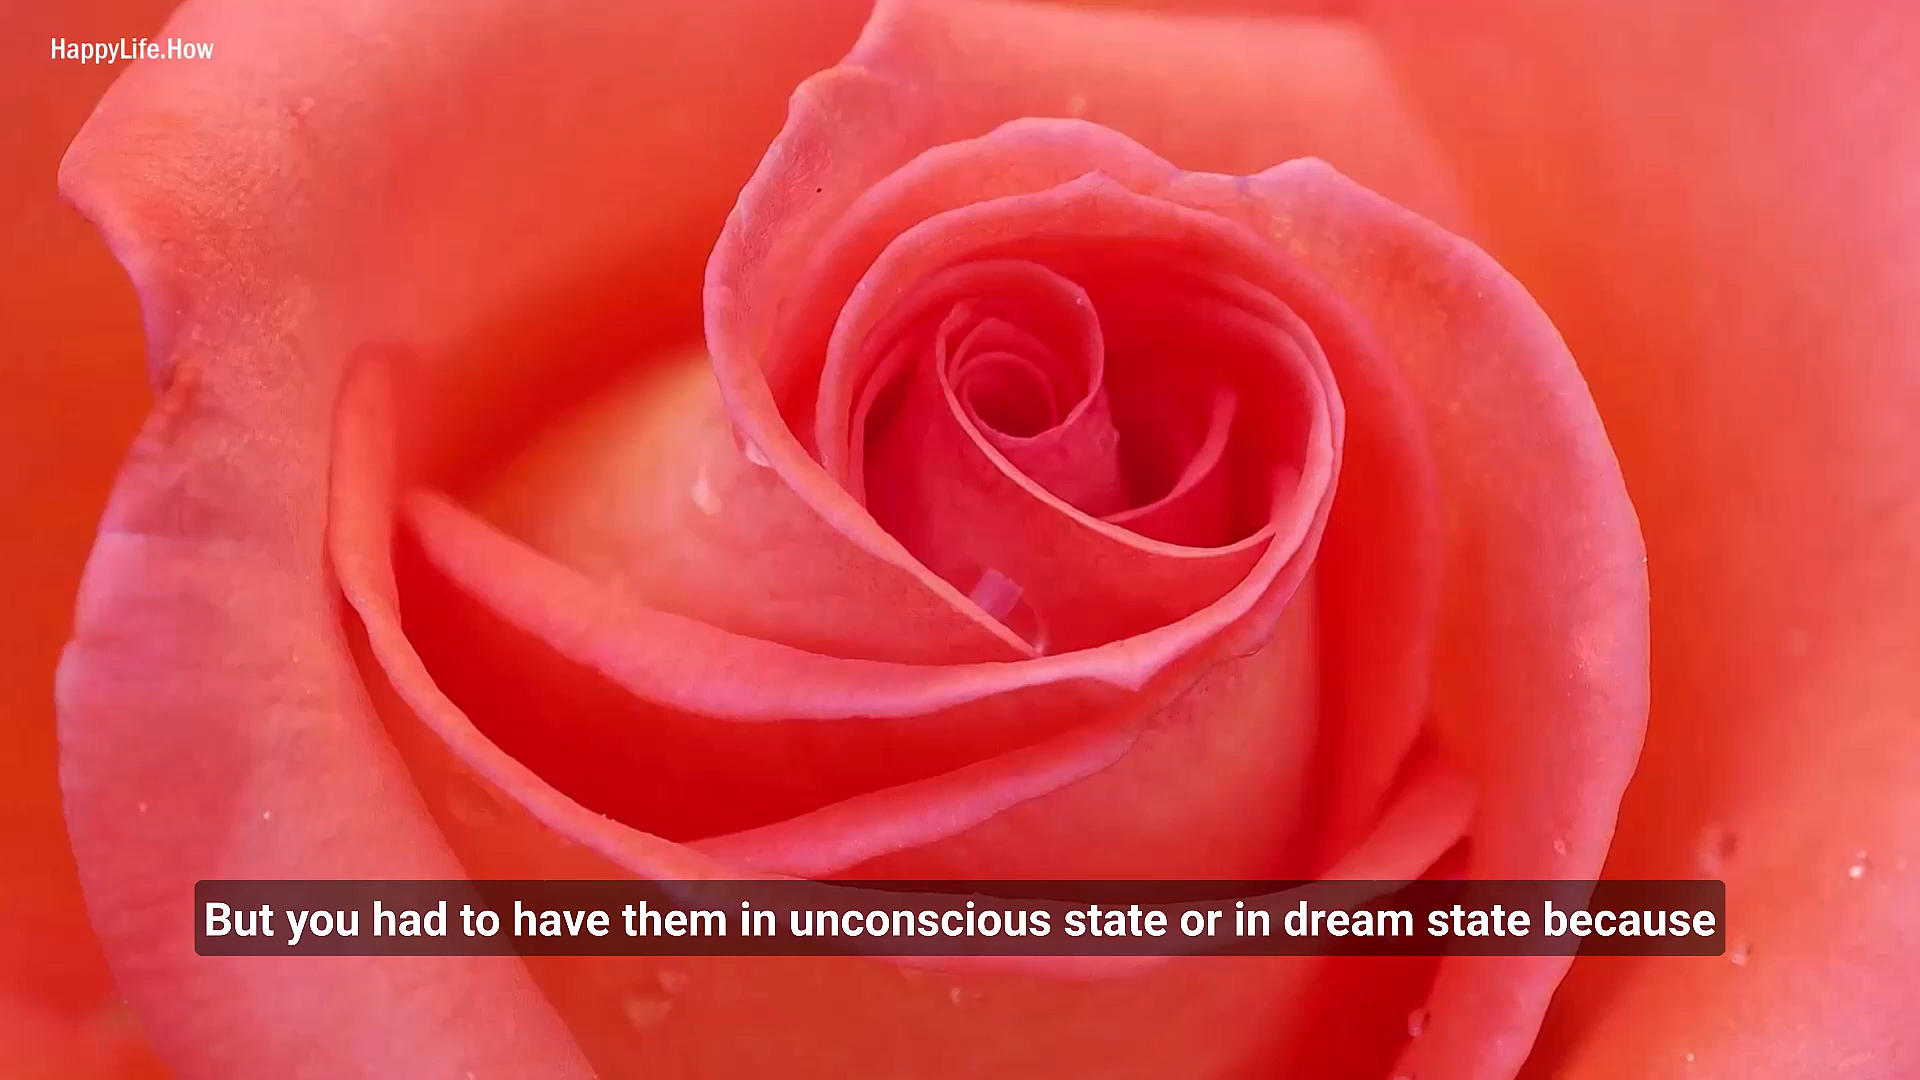 HappyLife.How
But you had to have them in unconscious state or in dream state because